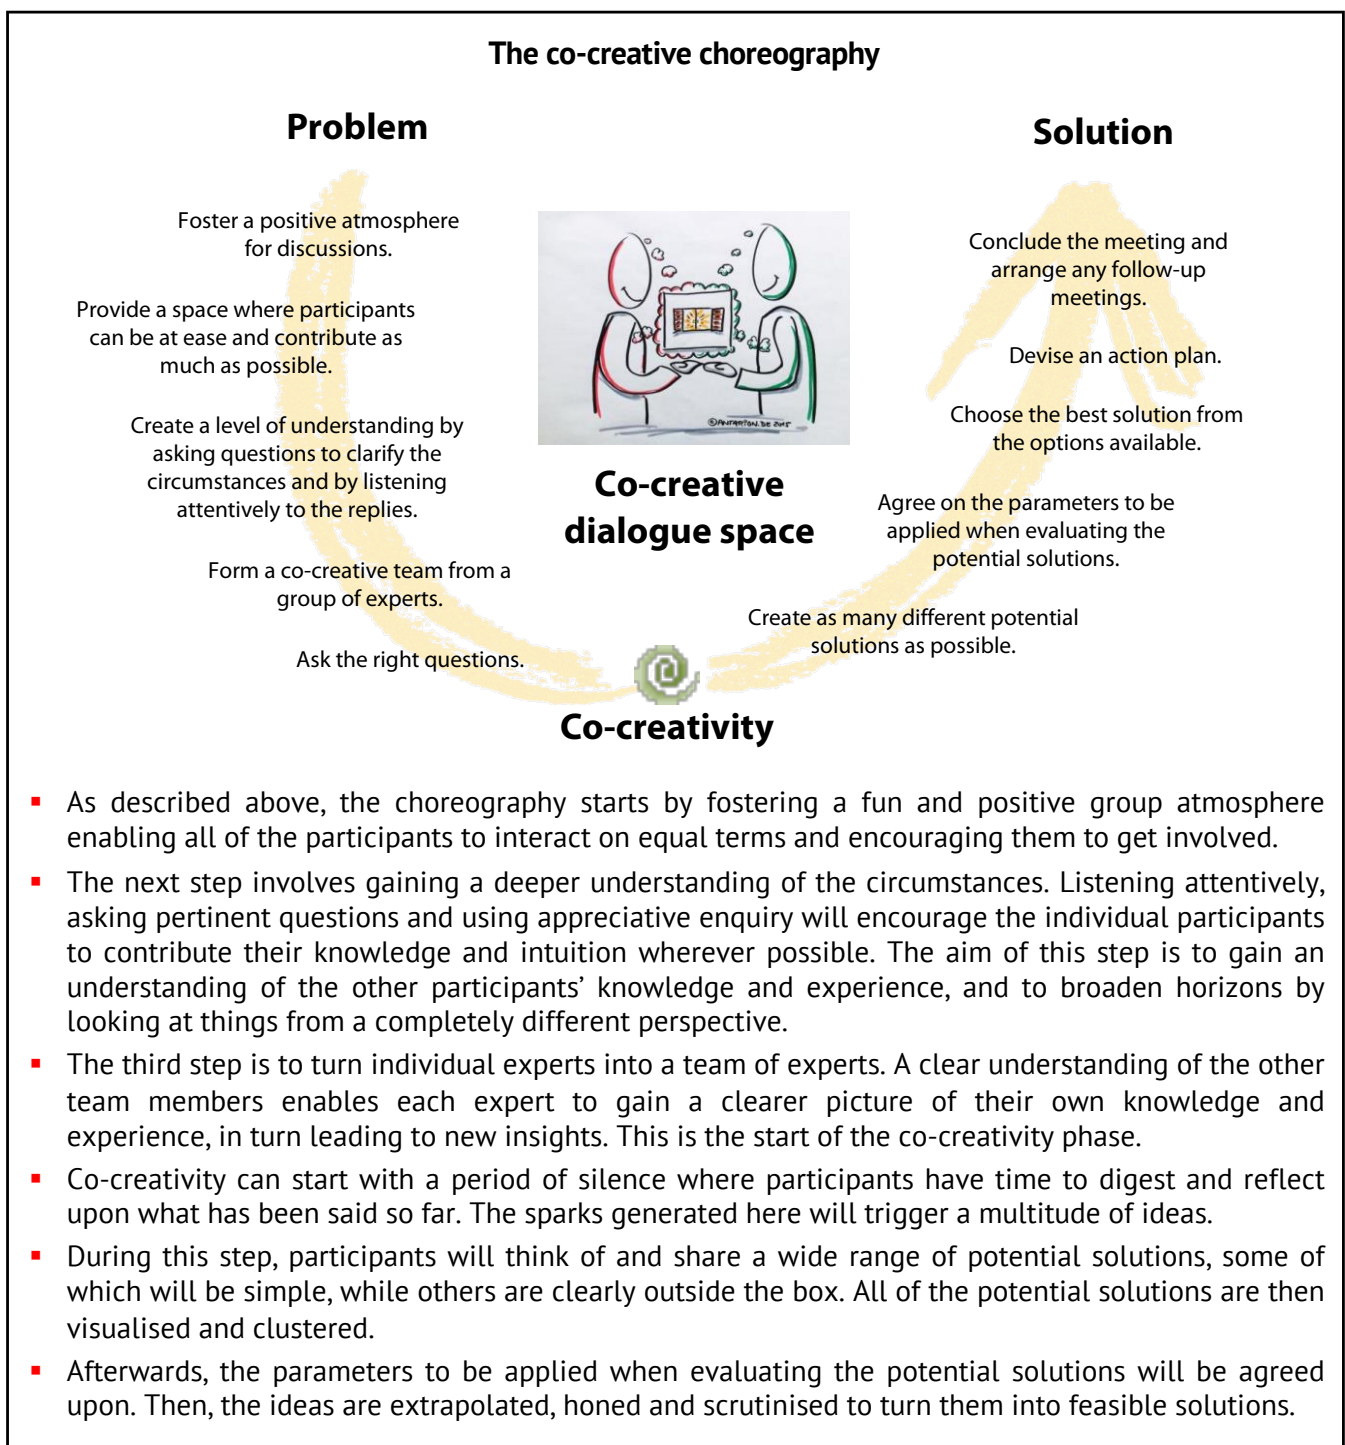 The co-creative choreography
Problem
Solution
Foster a positive atmosphere
for discussions.
Provide a space where participants
can be at ease and contribute as
much as possible.
Create a level of understanding by
asking questions to clarify the
circumstances and by listening
attentively to the replies.
Form a co-creative team from a
group of experts.
Ask the right questions.
Co-creative
dialogue space
Co-creativity
Conclude the meeting and
arrange any follow-up
meetings.
Devise an action plan.
Choose the best solution from
the options available.
Agree on the parameters to be
applied when evaluating the
potential solutions.
Create as many different potential
solutions as possible.
▪ As described above, the choreography starts by fostering a fun and positive group atmosphere
enabling all of the participants to interact on equal terms and encouraging them to get involved.
▪ The next step involves gaining a deeper understanding of the circumstances. Listening attentively,
asking pertinent questions and using appreciative enquiry will encourage the individual participants
to contribute their knowledge and intuition wherever possible. The aim of this step is to gain an
understanding of the other participants’ knowledge and experience, and to broaden horizons by
looking at things from a completely different perspective.
▪ The third step is to turn individual experts into a team of experts. A clear understanding of the other
team members enables each expert to gain a clearer picture of their own knowledge and
experience, in turn leading to new insights. This is the start of the co-creativity phase.
▪ Co-creativity can start with a period of silence where participants have time to digest and reflect
upon what has been said so far. The sparks generated here will trigger a multitude of ideas.
▪ During this step, participants will think of and share a wide range of potential solutions, some of
which will be simple, while others are clearly outside the box. All of the potential solutions are then
visualised and clustered.
▪ Afterwards, the parameters to be applied when evaluating the potential solutions will be agreed
upon. Then, the ideas are extrapolated, honed and scrutinised to turn them into feasible solutions.